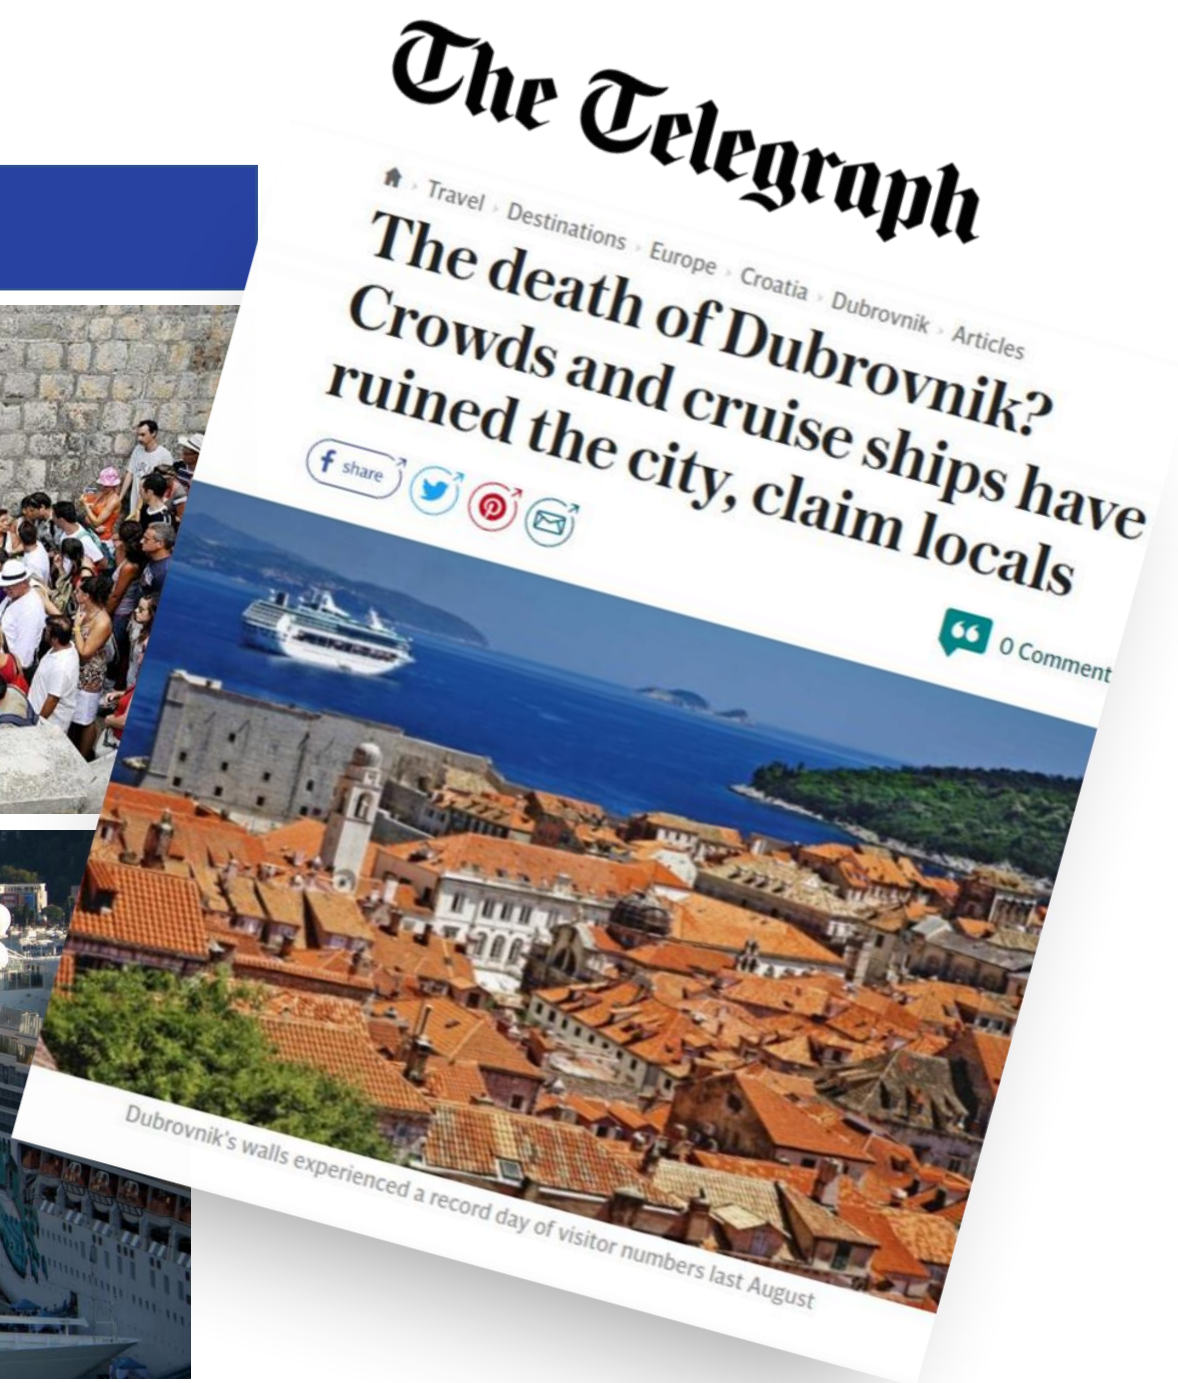 The Telegraph
Travel › Destinations › Europe › Croatia › Dubrovnik › Articles
The death of Dubrovnik?
Crowds and cruise ships have
ruined the city, claim locals
share
0 Comment
Dubrovnik's walls experienced a record day of visitor numbers last August